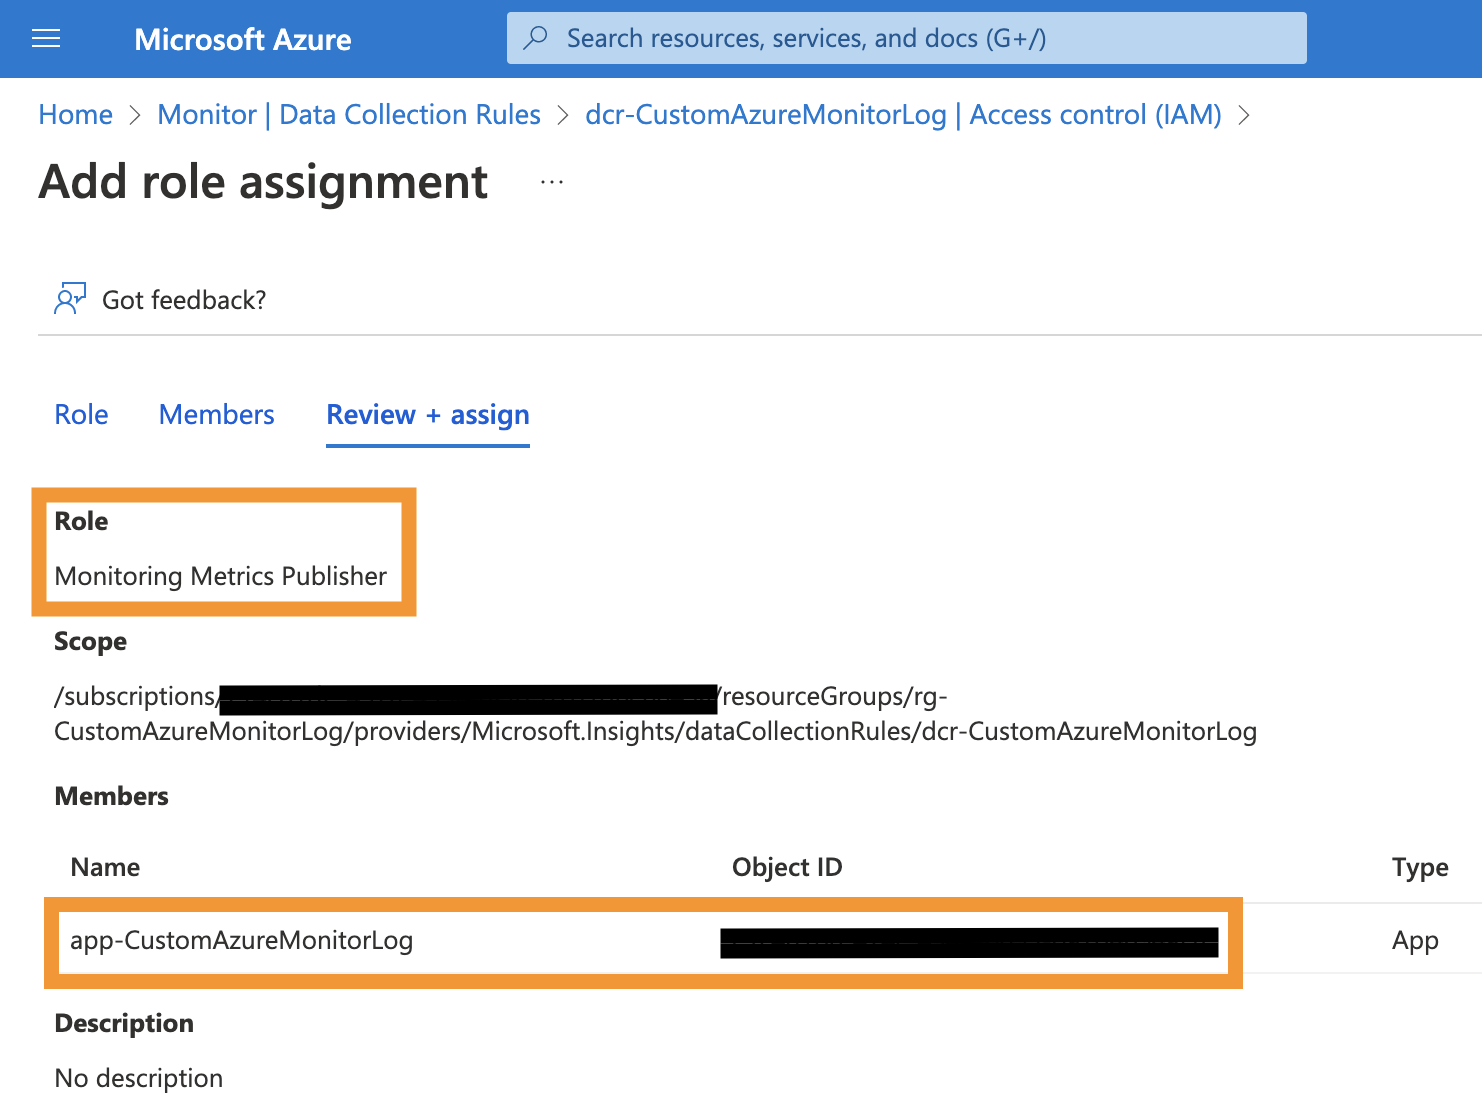 Microsoft Azure
Search resources, services, and docs (G+/)
Home > Monitor | Data Collection Rules > dcr-CustomAzureMonitorLog | Access control (IAM) >
Add role assignment ...
Got feedback?
Role Members Review + assign
Role
Monitoring Metrics Publisher
Scope
/subscriptions/ /resourceGroups/rg-
CustomAzureMonitorLog/providers/Microsoft.Insights/dataCollectionRules/dcr-CustomAzureMonitorLog
Members
Name Object ID Type
app-CustomAzureMonitorLog App
Description
No description